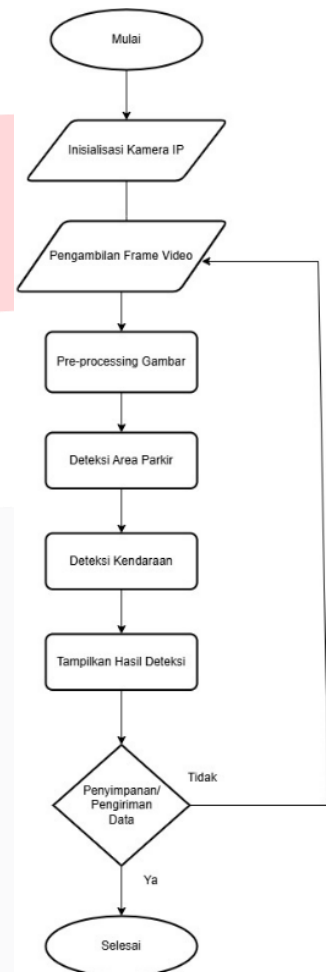 Mulai
Inisialisasi Kamera IP
Pengambilan Frame Video
Pre-processing Gambar
Deteksi Area Parkir
Deteksi Kendaraan
Tampilkan Hasil Deteksi
Tidak
Penyimpanan/
Pengiriman
Data
Ya
Selesai